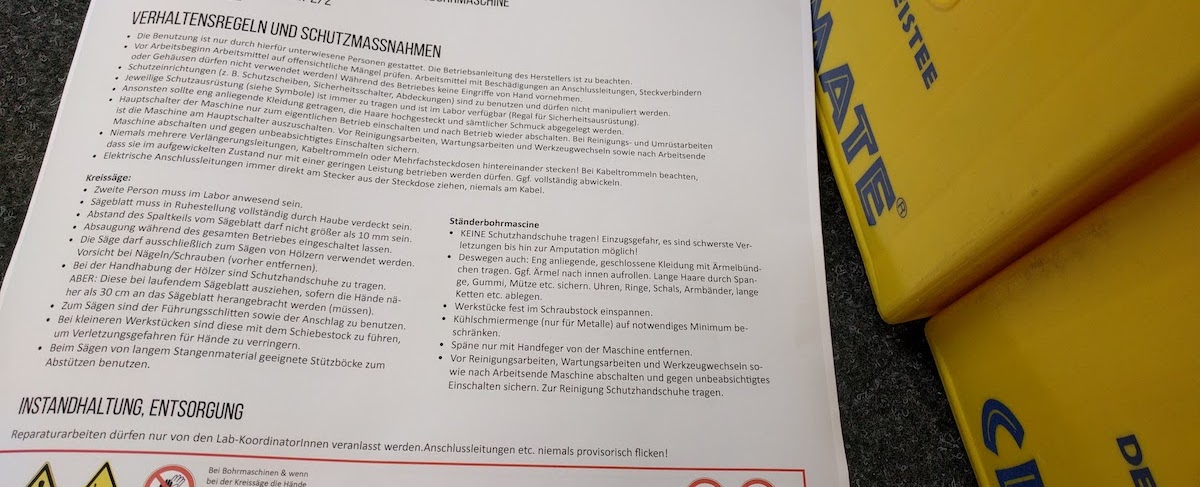 VERHALTENSREGELN UND SCHUTZMASSNAHMEN
• Die Benutzung ist nur durch hierfür unterwiesene Personen gestattet. Die Betriebsanleitung des Herstellers ist zu beachten.
• Vor Arbeitsbeginn Arbeitsmittel auf offensichtliche Mängel prüfen. Arbeitsmittel mit Beschädigungen an Anschlussleitungen, Steckverbindern
oder Gehäusen dürfen nicht verwendet werden! Während des Betriebes keine Eingriffe von Hand vornehmen.
• Schutzeinrichtungen (z. B. Schutzscheiben, Sicherheitsschalter, Abdeckungen) sind zu benutzen und dürfen nicht manipuliert werden.
• Jeweilige Schutzausrüstung (siehe Symbole) ist immer zu tragen und ist im Labor verfügbar (Regal für Sicherheitsausrüstung).
• Ansonsten sollte eng anliegende Kleidung getragen, die Haare hochgesteckt und sämtlicher Schmuck abgelegt werden.
• Hauptschalter der Maschine nur zum eigentlichen Betrieb einschalten und nach Betrieb wieder abschalten. Bei Reinigungs- und Umrüstarbeiten
ist die Maschine am Hauptschalter auszuschalten. Vor Reinigungsarbeiten, Wartungsarbeiten und Werkzeugwechseln sowie nach Arbeitsende
Maschine abschalten und gegen unbeabsichtigtes Einschalten sichern.
• Niemals mehrere Verlängerungsleitungen, Kabeltrommeln oder Mehrfachsteckdosen hintereinander stecken! Bei Kabeltrommeln beachten,
dass sie im aufgewickelten Zustand nur mit einer geringen Leistung betrieben werden dürfen. Ggf. vollständig abwickeln.
• Elektrische Anschlussleitungen immer direkt am Stecker aus der Steckdose ziehen, niemals am Kabel.
Kreissäge:
• Zweite Person muss im Labor anwesend sein.
• Sägeblatt muss in Ruhestellung vollständig durch Haube verdeckt sein.
• Abstand des Spaltkeils vom Sägeblatt darf nicht größer als 10 mm sein.
• Absaugung während des gesamten Betriebes eingeschaltet lassen.
• Die Säge darf ausschließlich zum Sägen von Hölzern verwendet werden.
Vorsicht bei Nägeln/Schrauben (vorher entfernen).
• Bei der Handhabung der Hölzer sind Schutzhandschuhe zu tragen.
ABER: Diese bei laufendem Sägeblatt ausziehen, sofern die Hände nä-
her als 30 cm an das Sägeblatt herangebracht werden (müssen).
• Zum Sägen sind der Führungsschlitten sowie der Anschlag zu benutzen.
• Bei kleineren Werkstücken sind diese mit dem Schiebestock zu führen,
um Verletzungsgefahren für Hände zu verringern.
• Beim Sägen von langem Stangenmaterial geeignete Stützböcke zum
Abstützen benutzen.
Ständerbohrmascine
• KEINE Schutzhandschuhe tragen! Einzugsgefahr, es sind schwerste Ver-
letzungen bis hin zur Amputation möglich!
• Deswegen auch: Eng anliegende, geschlossene Kleidung mit Ärmelbünd-
chen tragen. Ggf. Ärmel nach innen aufrollen. Lange Haare durch Span-
ge, Gummi, Mütze etc. sichern. Uhren, Ringe, Schals, Armbänder, lange
Ketten etc. ablegen.
• Werkstücke fest im Schraubstock einspannen.
• Kühlschmiermenge (nur für Metalle) auf notwendiges Minimum be-
schränken.
• Späne nur mit Handfeger von der Maschine entfernen.
• Vor Reinigungsarbeiten, Wartungsarbeiten und Werkzeugwechseln so-
wie nach Arbeitsende Maschine abschalten und gegen unbeabsichtigtes
Einschalten sichern. Zur Reinigung Schutzhandschuhe tragen.
INSTANDHALTUNG, ENTSORGUNG
Reparaturarbeiten dürfen nur von den Lab-KoordinatorInnen veranlasst werden.Anschlussleitungen etc. niemals provisorisch flicken!
Bei Bohrmaschinen & wenn
bei der Kreissäge die Hände
MATE®
EISTEE